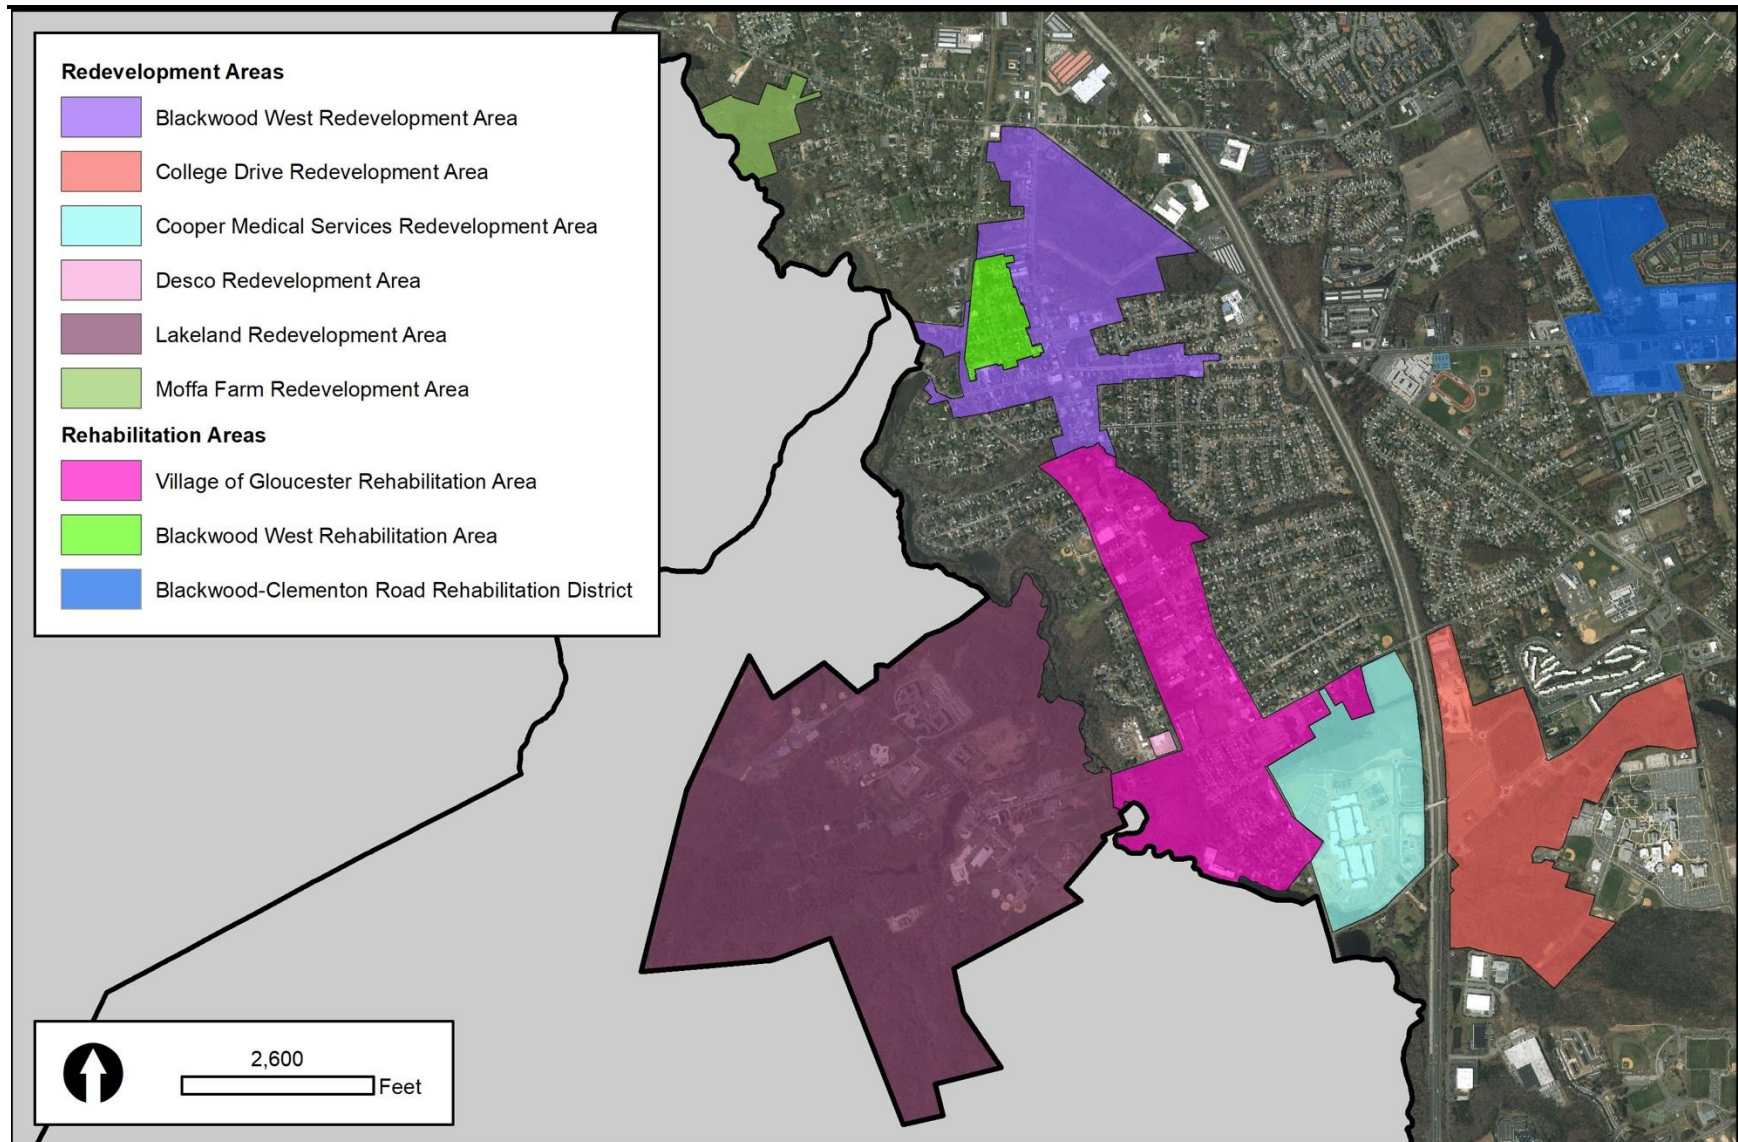 Redevelopment Areas
Blackwood West Redevelopment Area
College Drive Redevelopment Area
Cooper Medical Services Redevelopment Area
Desco Redevelopment Area
Lakeland Redevelopment Area
Moffa Farm Redevelopment Area
Rehabilitation Areas
Village of Gloucester Rehabilitation Area
Blackwood West Rehabilitation Area
Blackwood-Clementon Road Rehabilitation District
2,600
Feet